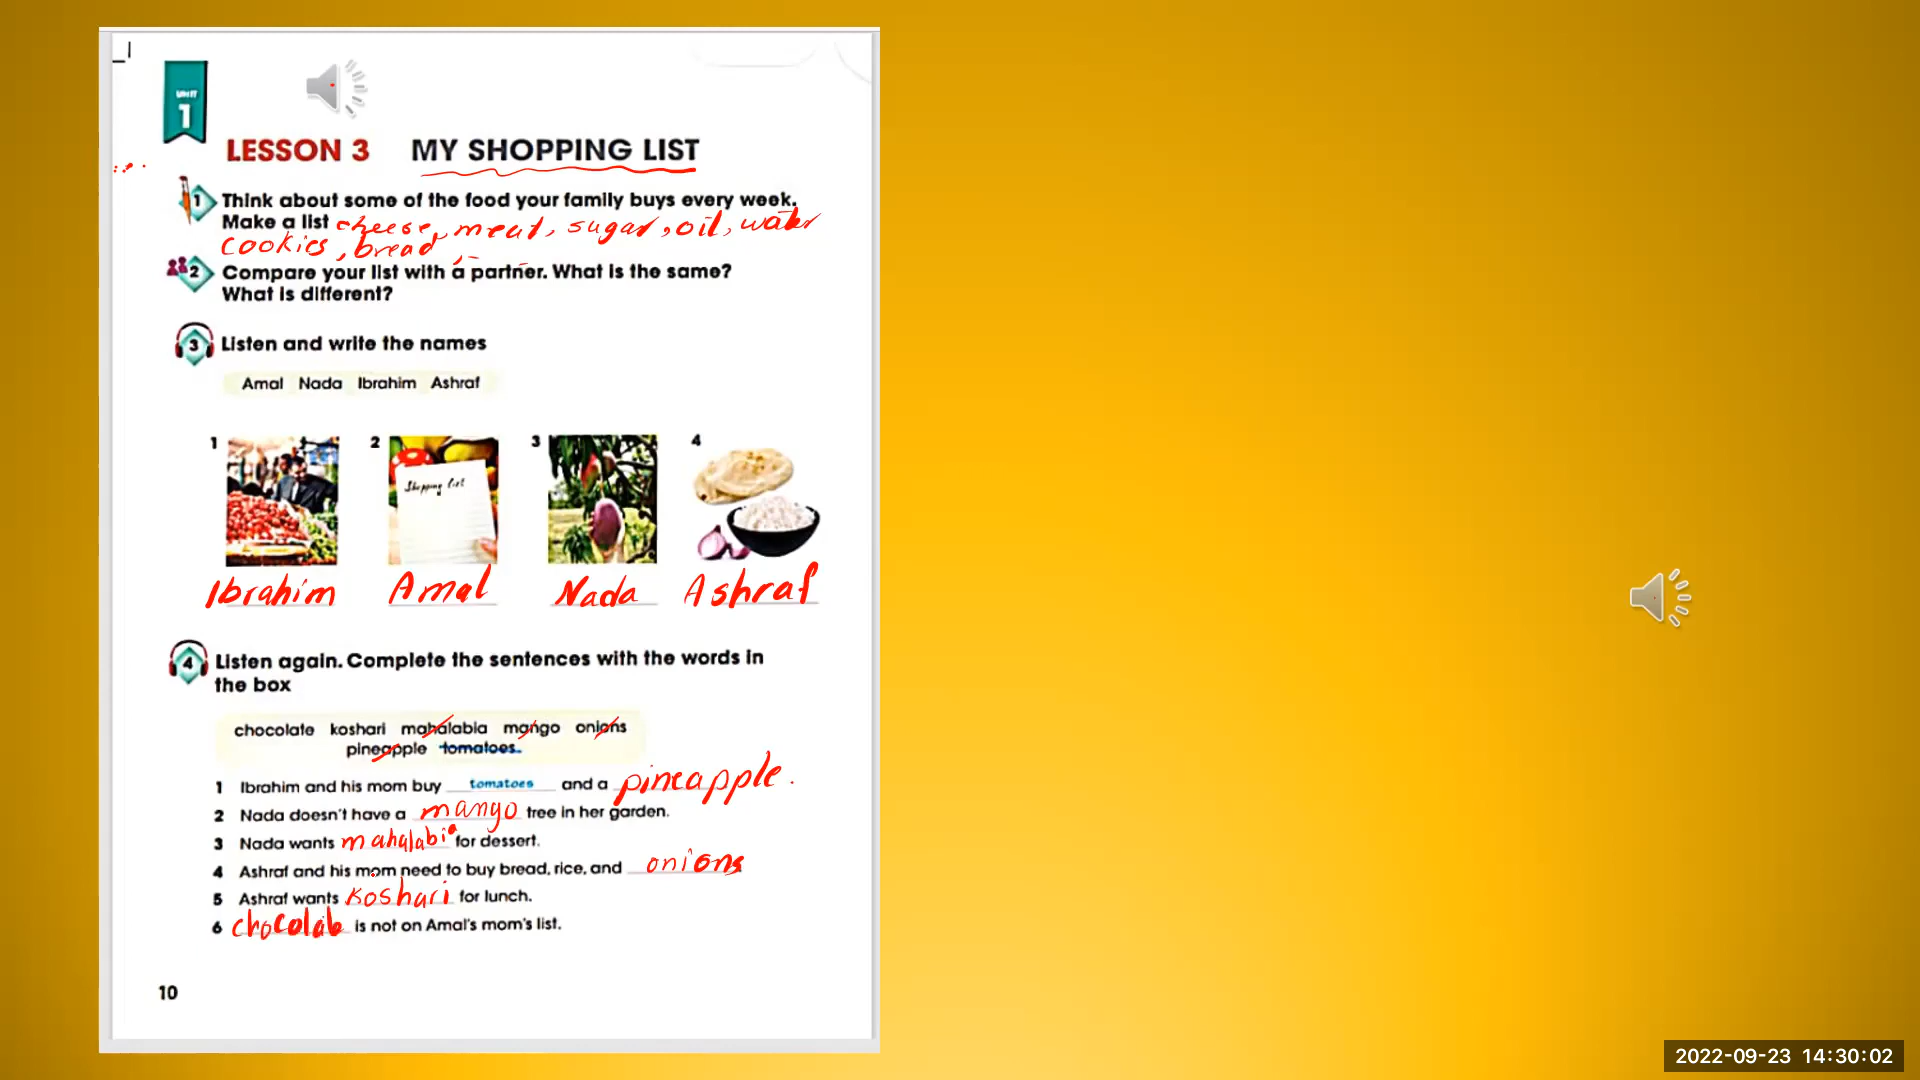 UNIT
1
LESSON 3 MY SHOPPING LIST
1 Think about some of the food your family buys every week.
Make a list cheese, meat, sugar, oil, water
cookies, bread,
2 Compare your list with a partner. What is the same?
What is different?
3 Listen and write the names
Amal Nada Ibrahim Ashraf
1 2 3 4
Shopping list
Ibrahim Amal Nada Ashraf
4 Listen again. Complete the sentences with the words in
the box
chocolate koshari mahalabia mango onions
pineapple tomatoes
1 Ibrahim and his mom buy tomatoes and a pineapple.
2 Nada doesn't have a mango tree in her garden.
3 Nada wants mahalabia for dessert.
4 Ashraf and his mom need to buy bread, rice, and onions
5 Ashraf wants Koshari for lunch.
6 chocolate is not on Amal's mom's list.
10
2022-09-23 14:30:02